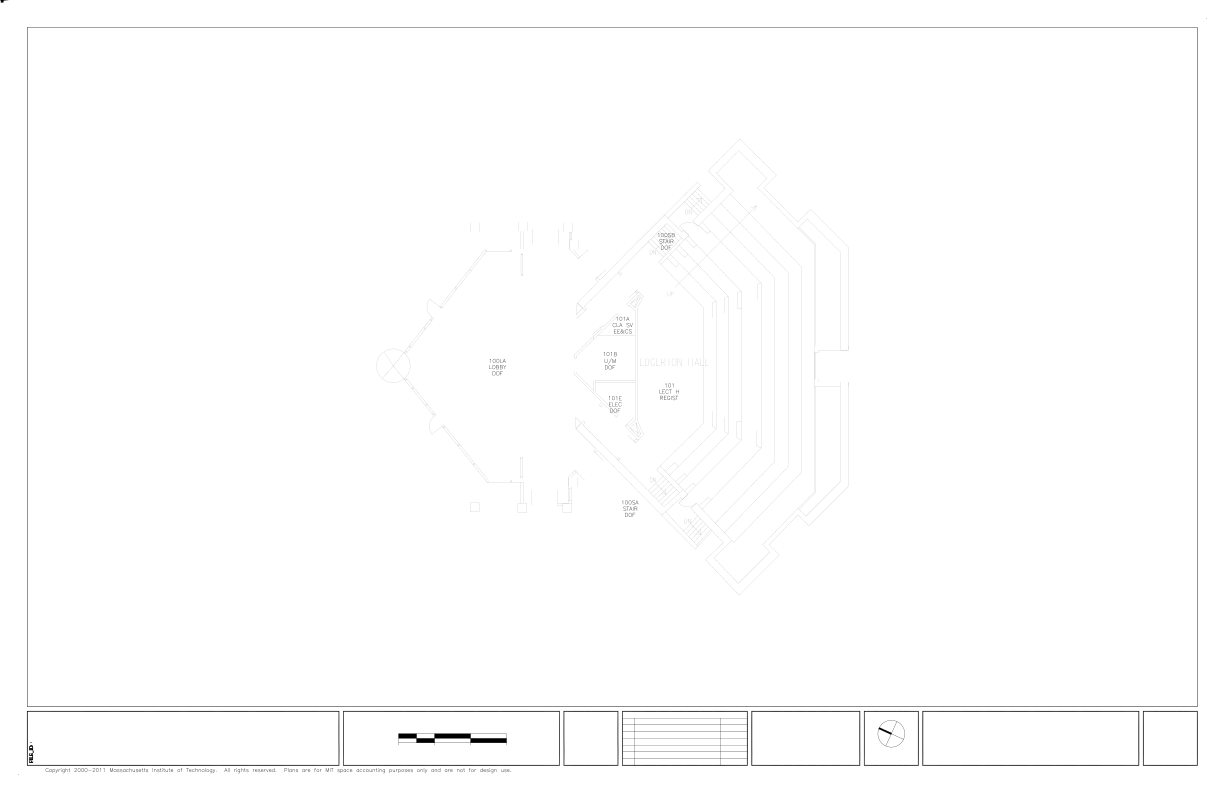 100SB
STAIR
DOF
101A
CLA SV
EE&CS
100LA
LOBBY
DOF
101B
U/M
DOF
101
LECT H
REGIST
101E
ELEC
DOF
100SA
STAIR
DOF
UP
FILE_ID:
Copyright 2000-2011 Massachusetts Institute of Technology. All rights reserved. Plans are for MIT space accounting purposes only and are not for design use.